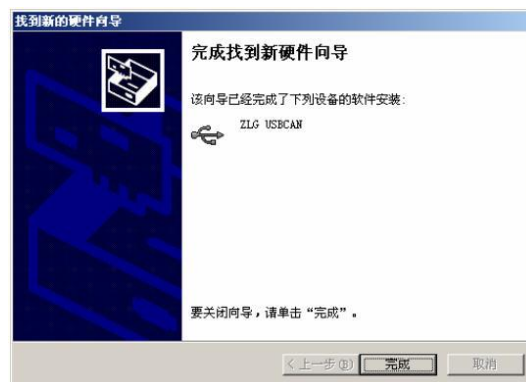 找到新的硬件向导
完成找到新硬件向导
该向导已经完成了下列设备的软件安装:
ZLG USBCAN
要关闭向导，请单击“完成”。
< 上一步(B)
完成
取消